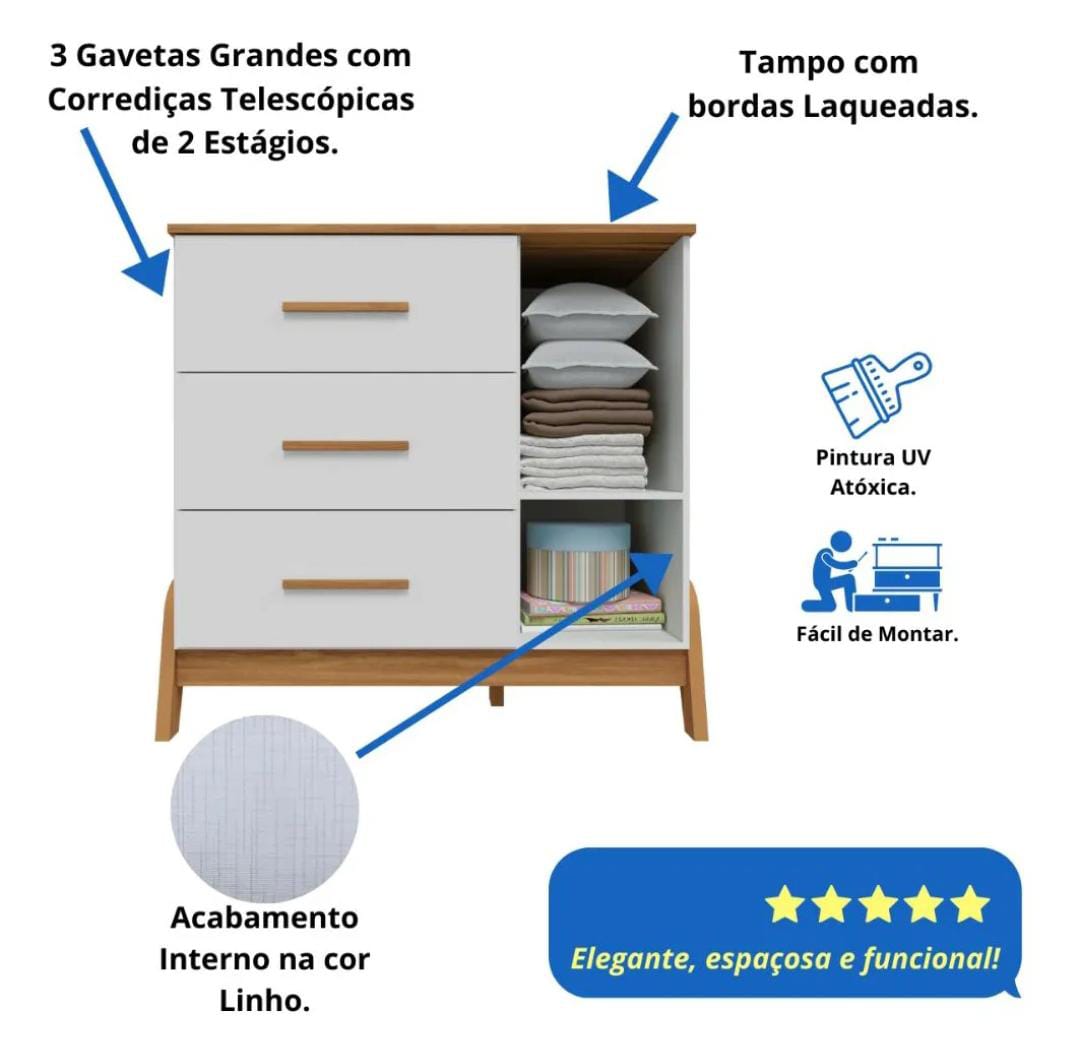 3 Gavetas Grandes com
Corrediças Telescópicas
de 2 Estágios.
Tampo com
bordas Laqueadas.
Pintura UV
Atóxica.
Fácil de Montar.
Acabamento
Interno na cor
Linho.
Elegante, espaçosa e funcional!